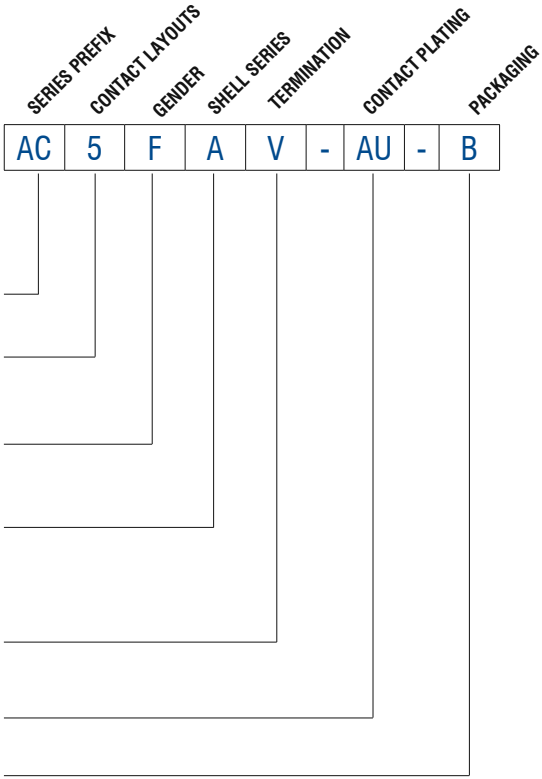 SERIES PREFIX
CONTACT LAYOUTS
GENDER
SHELL SERIES
TERMINATION
CONTACT PLATING
PACKAGING
AC 5 F A V - AU - B